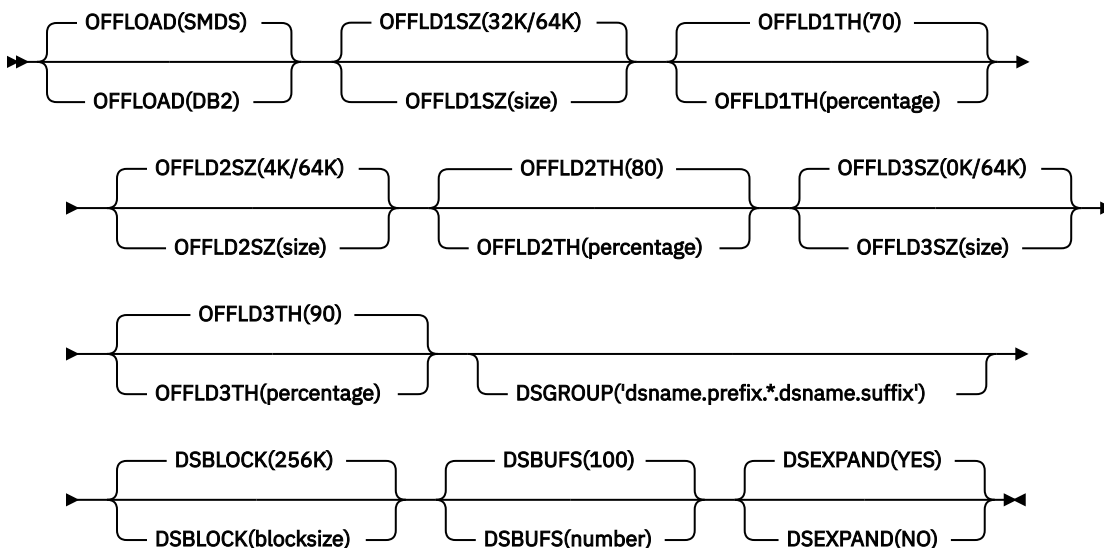 OFFLOAD(SMDS) OFFLD1SZ(32K/64K) OFFLD1TH(70)
OFFLOAD(DB2) OFFLD1SZ(size) OFFLD1TH(percentage)
OFFLD2SZ(4K/64K) OFFLD2TH(80) OFFLD3SZ(0K/64K)
OFFLD2SZ(size) OFFLD2TH(percentage) OFFLD3SZ(size)
OFFLD3TH(90)
OFFLD3TH(percentage) DSGROUP('dsname.prefix.*.dsname.suffix')
DSBLOCK(256K) DSBUFS(100) DSEXPAND(YES)
DSBLOCK(blocksize) DSBUFS(number) DSEXPAND(NO)